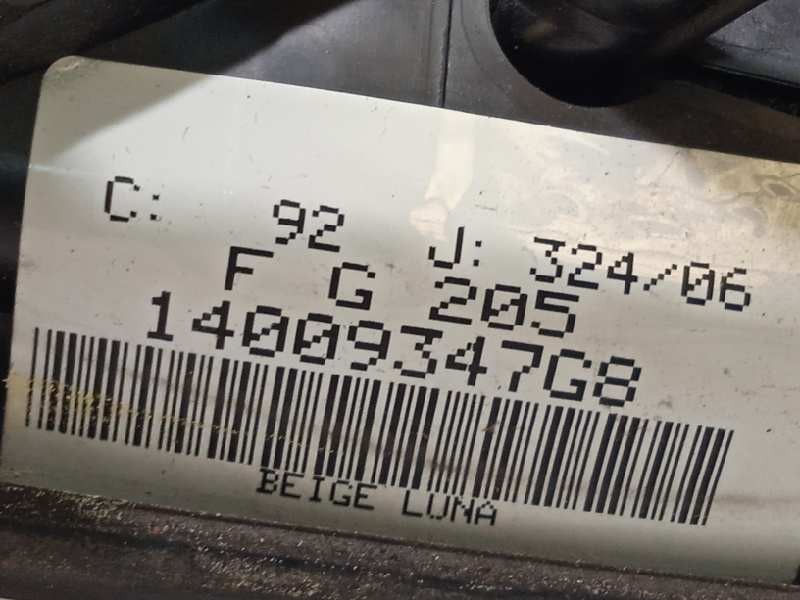 C: 92 J: 324/06
F G 205
14009347G8
BEIGE LUNA